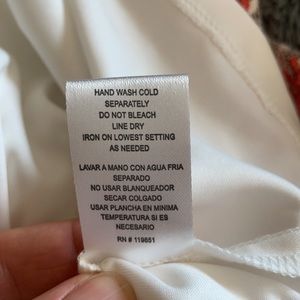 HAND WASH COLD
SEPARATELY
DO NOT BLEACH
LINE DRY
IRON ON LOWEST SETTING
AS NEEDED
LAVAR A MANO CON AGUA FRIA
SEPARADO
NO USAR BLANQUEADOR
SECAR COLGADO
USAR PLANCHA EN MINIMA
TEMPERATURA SI ES
NECESARIO
RN # 119651